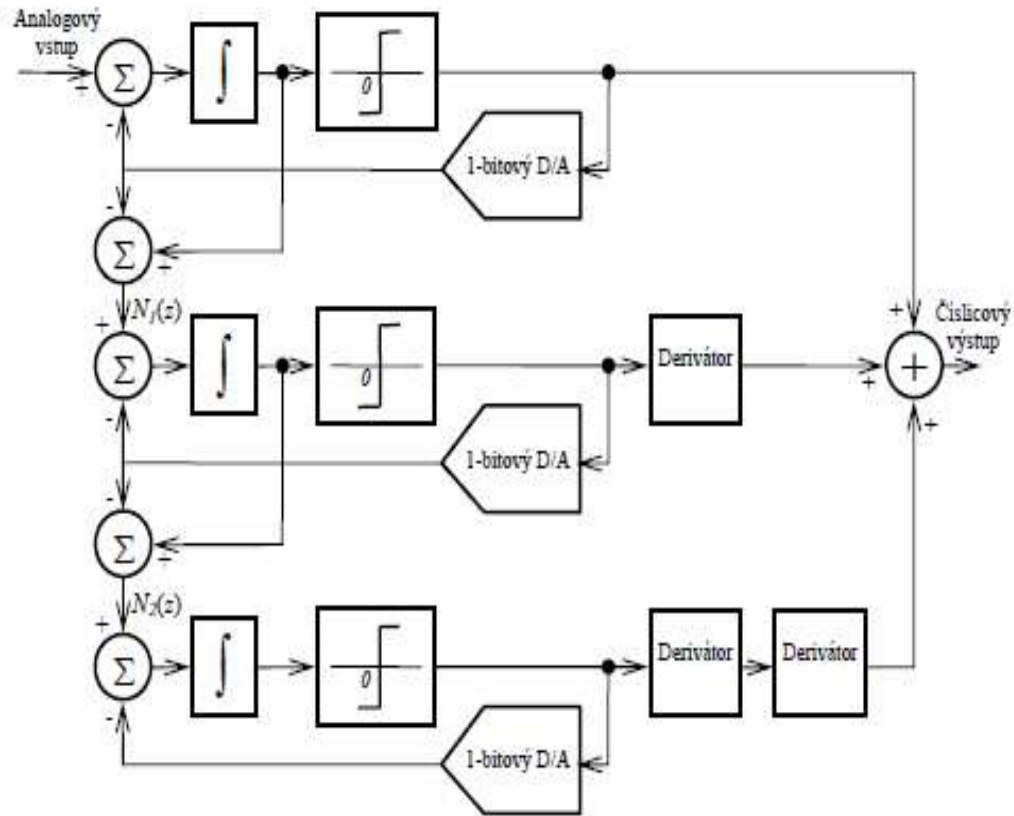 Analogový
vstup
+
Σ
∫
0
-
1-bitový D/A
-
Σ
+
N1(z)
+
Σ
∫
0
Derivátor
+
Číslicový
výstup
+
+
+
-
1-bitový D/A
-
Σ
+
N2(z)
+
Σ
∫
0
Derivátor
Derivátor
-
1-bitový D/A